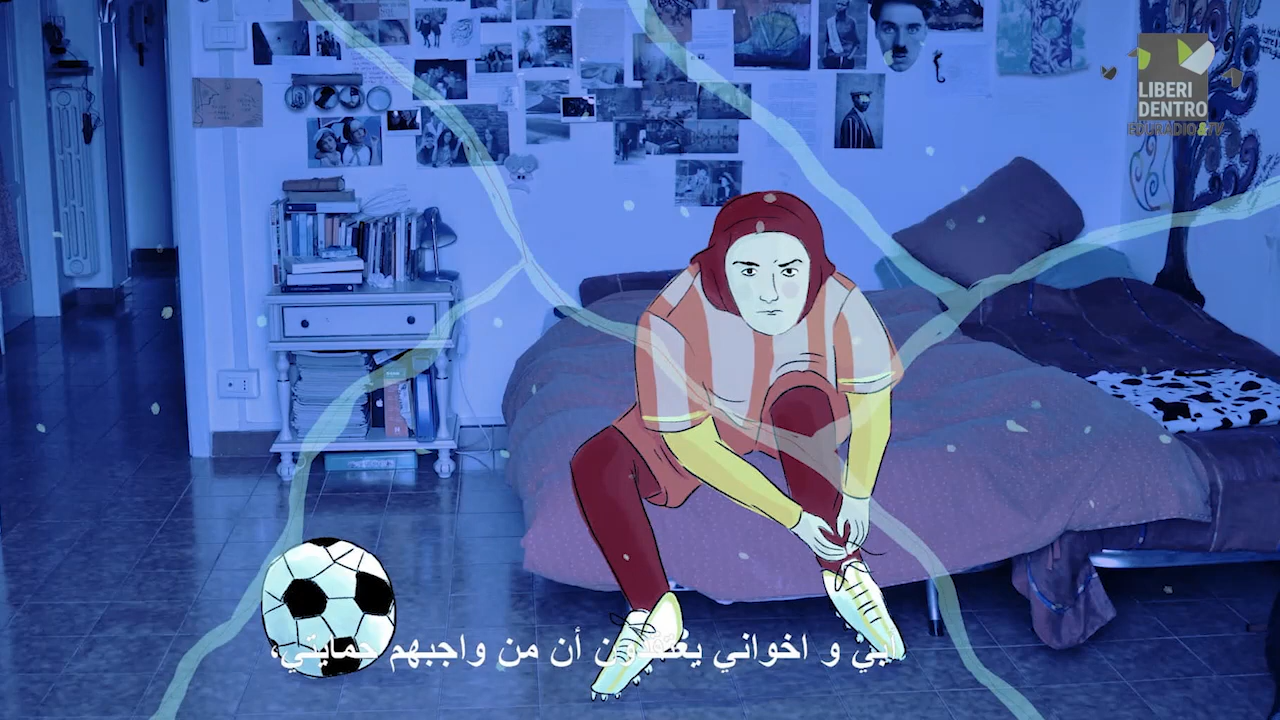 LIBERI
DENTRO
EDURADIO&TV
أبي و اخواني يعتقدون أن من واجبهم حمايتي،